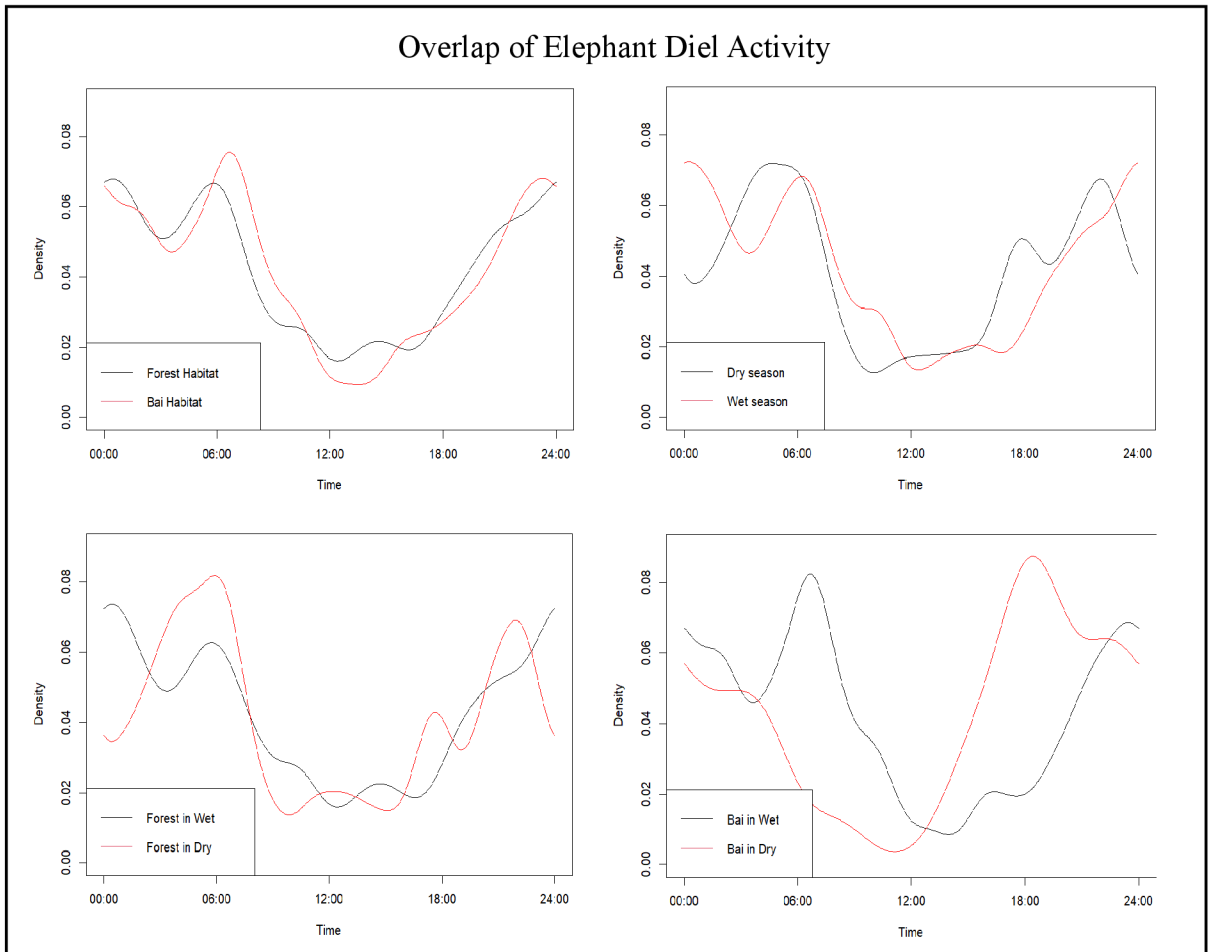 Overlap of Elephant Diel Activity
0.08
0.06
0.04
0.02
0.00
Density
Forest Habitat
Bai Habitat
00:00 06:00 12:00 18:00 24:00
Time
0.08
0.06
0.04
0.02
0.00
Density
Dry season
Wet season
00:00 06:00 12:00 18:00 24:00
Time
0.08
0.06
0.04
0.02
0.00
Density
Forest in Wet
Forest in Dry
00:00 06:00 12:00 18:00 24:00
Time
0.08
0.06
0.04
0.02
0.00
Density
Bai in Wet
Bai in Dry
00:00 06:00 12:00 18:00 24:00
Time